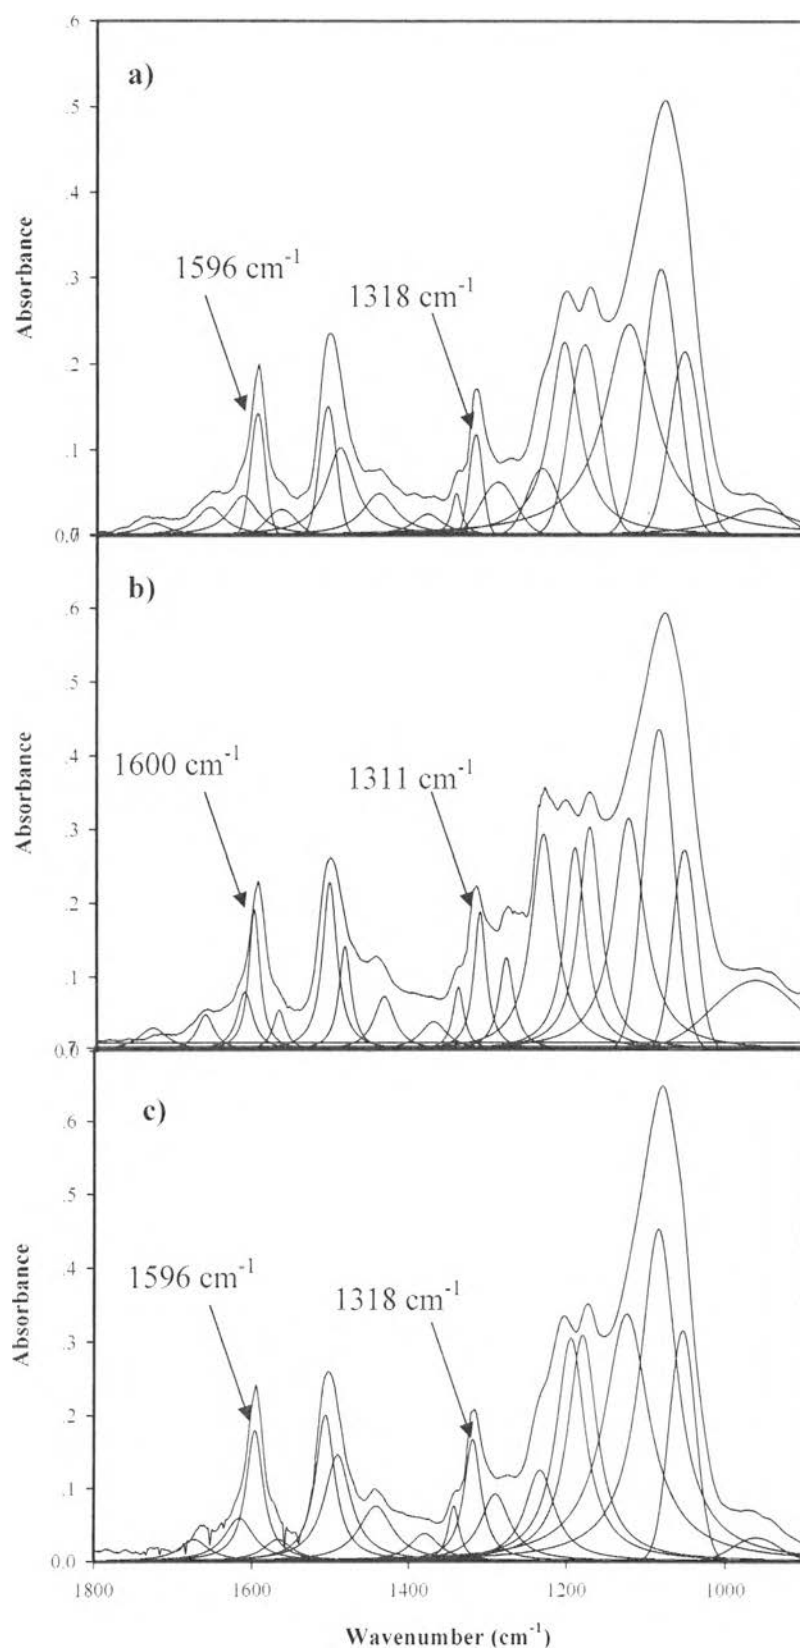 .6
a)
.5
.4
1596 cm-1
1318 cm-1
.3
.2
.1
0.0
Absorbance
b)
.6
.5
1600 cm-1
1311 cm-1
.4
.3
.2
.1
0.0
Absorbance
.7
c)
.6
.5
1596 cm-1
1318 cm-1
.4
.3
.2
.1
0.0
Absorbance
1800 1600 1400 1200 1000
Wavenumber (cm-1)